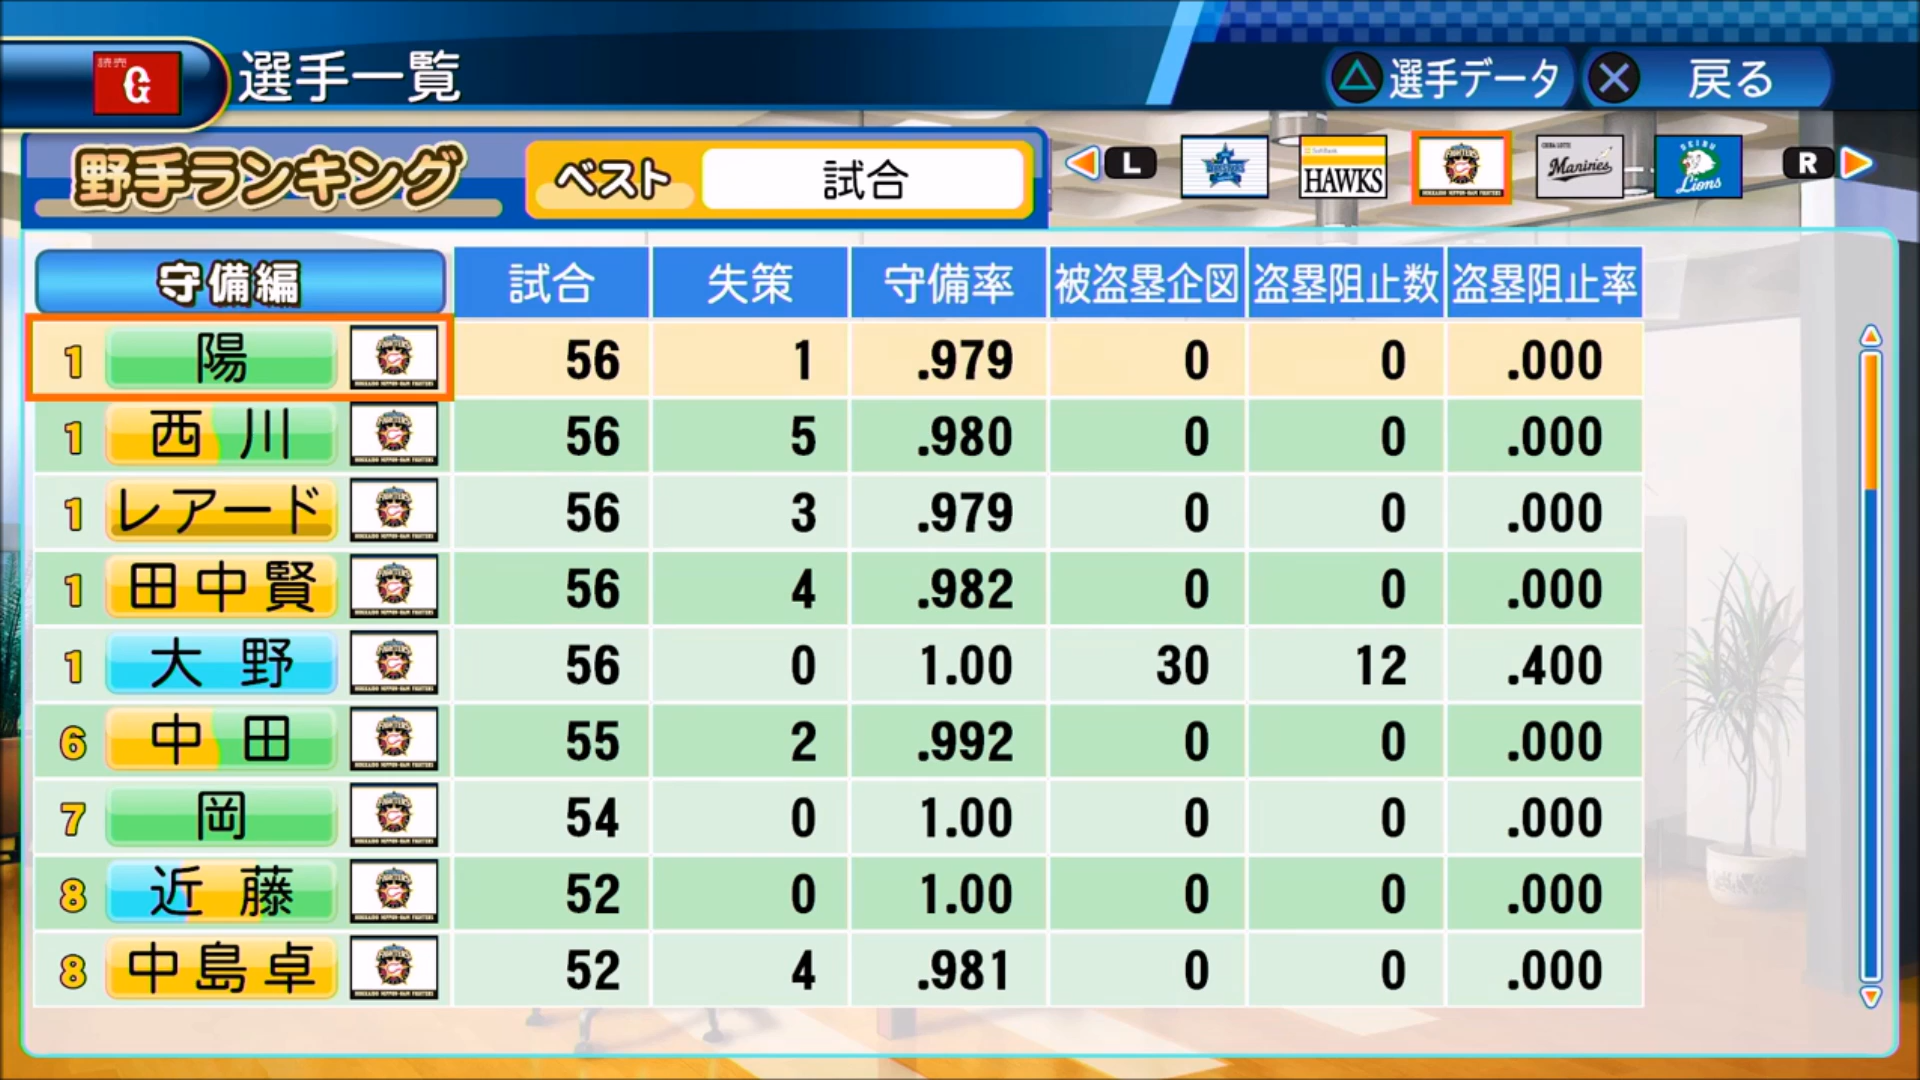 読売
G
選手一覧
選手データ 戻る
野手ランキング ベスト 試合
L HAWKS FIGHTERS Marines SEIBU Lions R
守備編 試合 失策 守備率 被盗塁企図 盗塁阻止数 盗塁阻止率
1 陽 56 1 .979 0 0 .000
1 西川 56 5 .980 0 0 .000
1 レアード 56 3 .979 0 0 .000
1 田中賢 56 4 .982 0 0 .000
1 大野 56 0 1.00 30 12 .400
6 中田 55 2 .992 0 0 .000
7 岡 54 0 1.00 0 0 .000
8 近藤 52 0 1.00 0 0 .000
8 中島卓 52 4 .981 0 0 .000